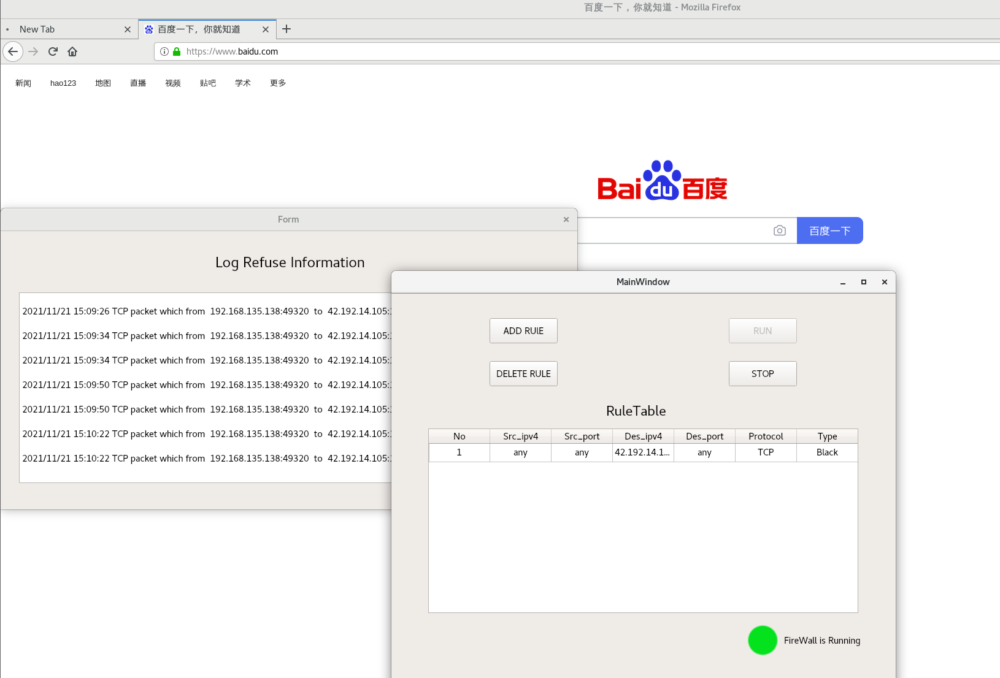 百度一下，你就知道 - Mozilla Firefox
New Tab
百度一下，你就知道
https://www.baidu.com
新闻 hao123 地图 直播 视频 贴吧 学术 更多
Bai du 百度
百度一下
Form
Log Refuse Information
2021/11/21 15:09:26 TCP packet which from 192.168.135.138:49320 to 42.192.14.105:
2021/11/21 15:09:34 TCP packet which from 192.168.135.138:49320 to 42.192.14.105:
2021/11/21 15:09:34 TCP packet which from 192.168.135.138:49320 to 42.192.14.105:
2021/11/21 15:09:50 TCP packet which from 192.168.135.138:49320 to 42.192.14.105:
2021/11/21 15:09:50 TCP packet which from 192.168.135.138:49320 to 42.192.14.105:
2021/11/21 15:10:22 TCP packet which from 192.168.135.138:49320 to 42.192.14.105:
2021/11/21 15:10:22 TCP packet which from 192.168.135.138:49320 to 42.192.14.105:
MainWindow
ADD RUlE RUN
DELETE RULE STOP
RuleTable
No Src_ipv4 Src_port Des_ipv4 Des_port Protocol Type
1 any any 42.192.14.1... any TCP Black
FireWall is Running